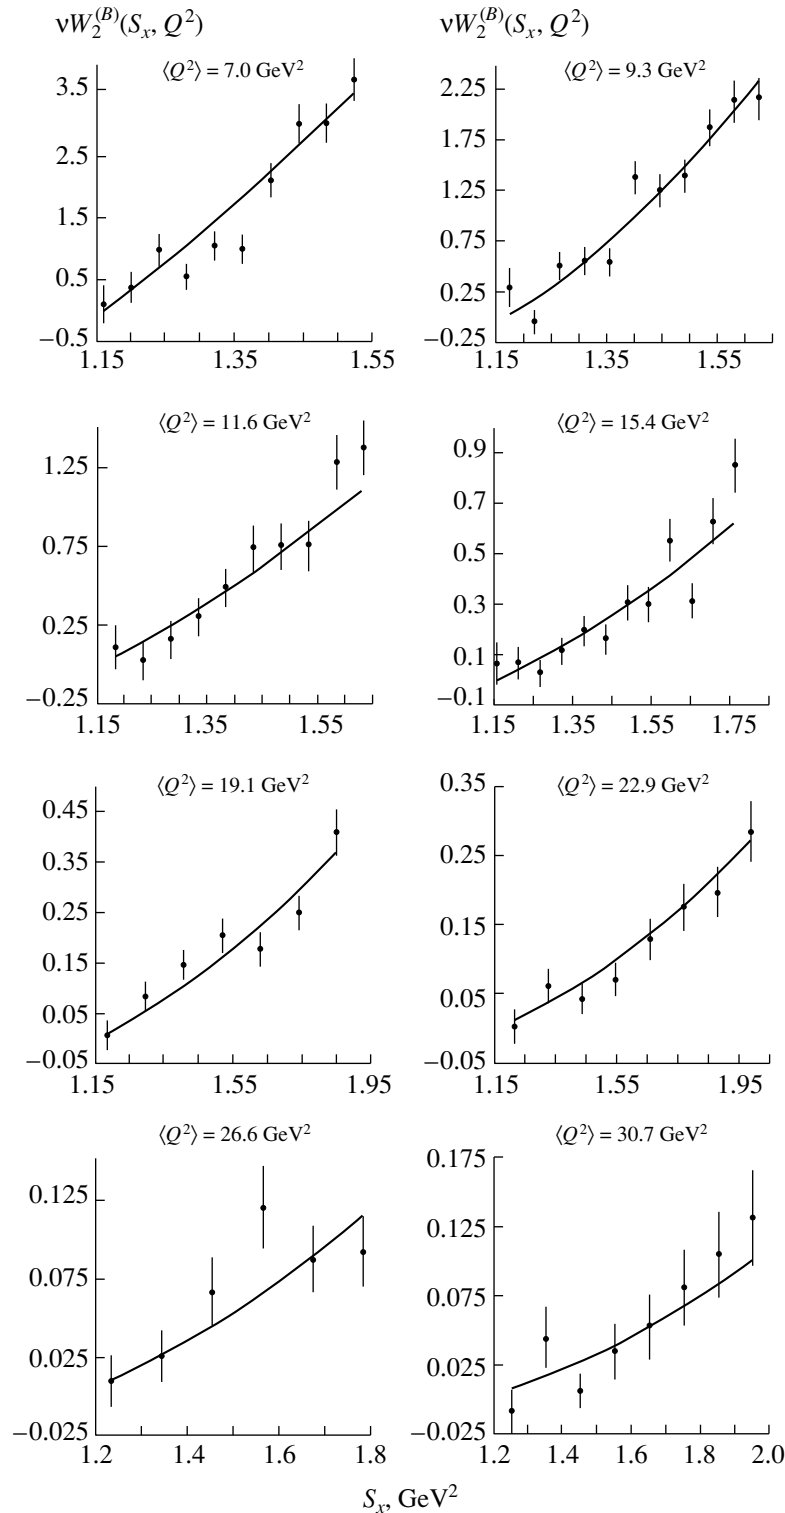 νW₂⁽ᴮ⁾(Sₓ, Q²)
νW₂⁽ᴮ⁾(Sₓ, Q²)
⟨Q²⟩ = 7.0 GeV²
3.5
2.5
1.5
0.5
−0.5
1.15 1.35 1.55
⟨Q²⟩ = 9.3 GeV²
2.25
1.75
1.25
0.75
0.25
−0.25
1.15 1.35 1.55
⟨Q²⟩ = 11.6 GeV²
1.25
0.75
0.25
−0.25
1.15 1.35 1.55
⟨Q²⟩ = 15.4 GeV²
0.9
0.7
0.5
0.3
0.1
−0.1
1.15 1.35 1.55 1.75
⟨Q²⟩ = 19.1 GeV²
0.45
0.35
0.25
0.15
0.05
−0.05
1.15 1.55 1.95
⟨Q²⟩ = 22.9 GeV²
0.35
0.25
0.15
0.05
−0.05
1.15 1.55 1.95
⟨Q²⟩ = 26.6 GeV²
0.125
0.075
0.025
−0.025
1.2 1.4 1.6 1.8
⟨Q²⟩ = 30.7 GeV²
0.175
0.125
0.075
0.025
−0.025
1.2 1.4 1.6 1.8 2.0
Sₓ, GeV²